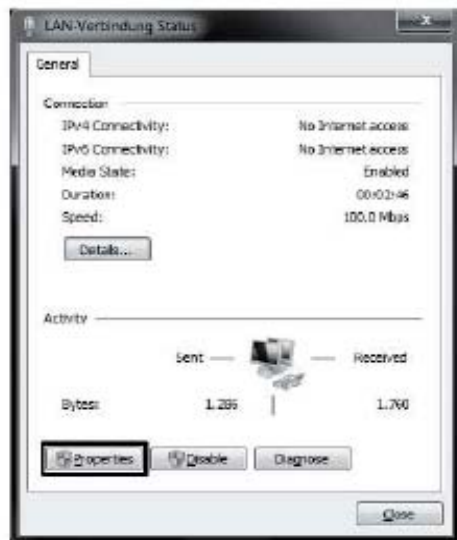 LAN-Verbindung Status
General
Connection
IPv4 Connectivity: No Internet access
IPv6 Connectivity: No Internet access
Media State: Enabled
Duration: 00:02:46
Speed: 100.0 Mbps
Details...
Activity
Sent Received
Bytes: 1.286 1.760
Properties Disable Diagnose
Close